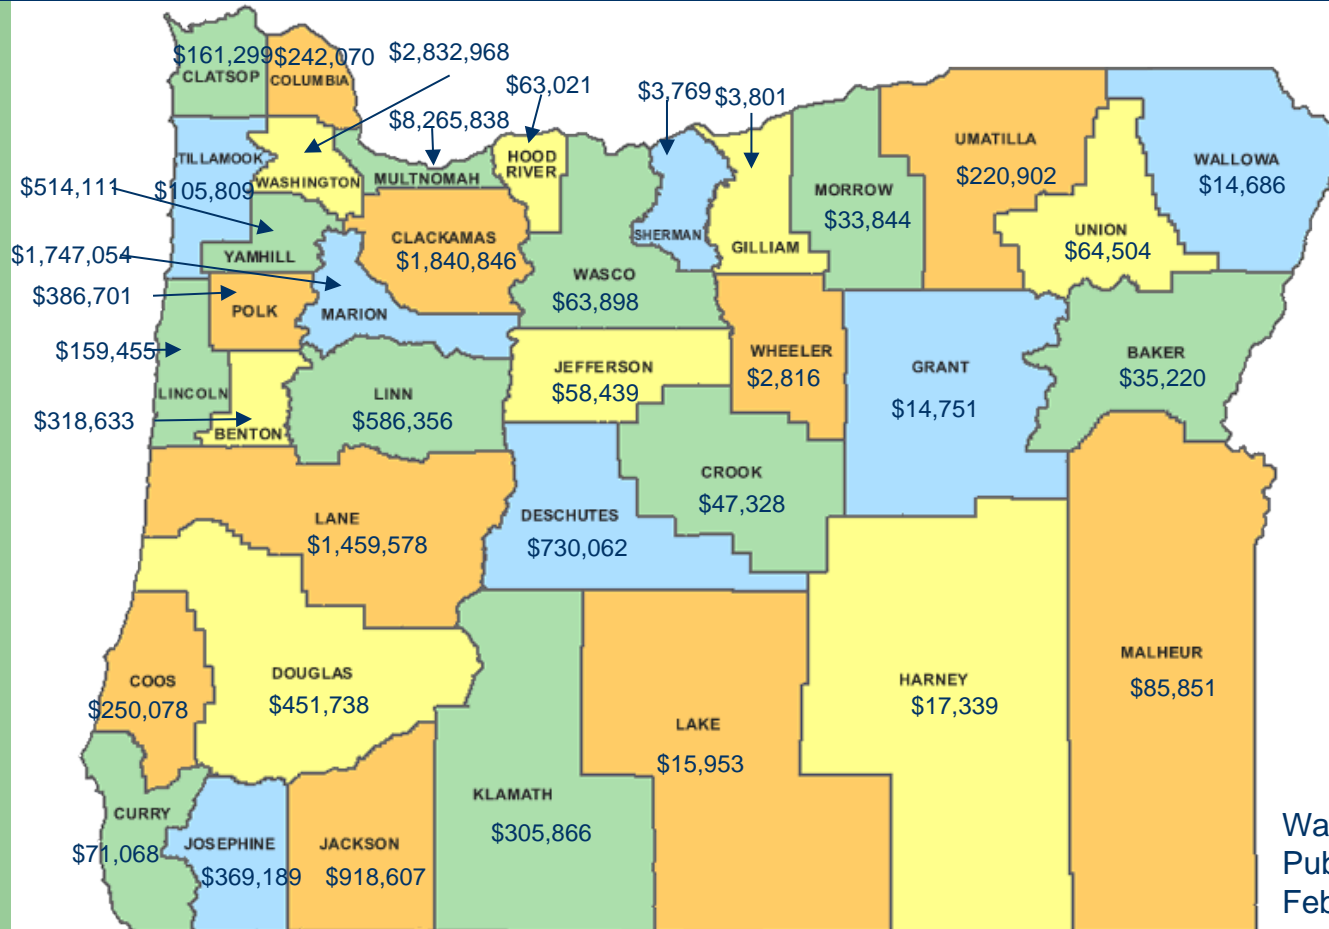 $161,299
CLATSOP
$242,070
COLUMBIA
$2,832,968
$8,265,838
$63,021
$3,769
$3,801
TILLAMOOK
$105,809
WASHINGTON
MULTNOMAH
HOOD
RIVER
UMATILLA
$220,902
WALLOWA
$14,686
$514,111
YAMHILL
CLACKAMAS
$1,840,846
SHERMAN
GILLIAM
MORROW
$33,844
UNION
$64,504
$1,747,054
$386,701
POLK
MARION
WASCO
$63,898
$159,455
LINCOLN
$318,633
BENTON
LINN
$586,356
JEFFERSON
$58,439
WHEELER
$2,816
GRANT
$14,751
BAKER
$35,220
LANE
$1,459,578
DESCHUTES
$730,062
CROOK
$47,328
COOS
$250,078
DOUGLAS
$451,738
LAKE
$15,953
HARNEY
$17,339
MALHEUR
$85,851
CURRY
$71,068
JOSEPHINE
$369,189
JACKSON
$918,607
KLAMATH
$305,866
Wa
Pub
Feb